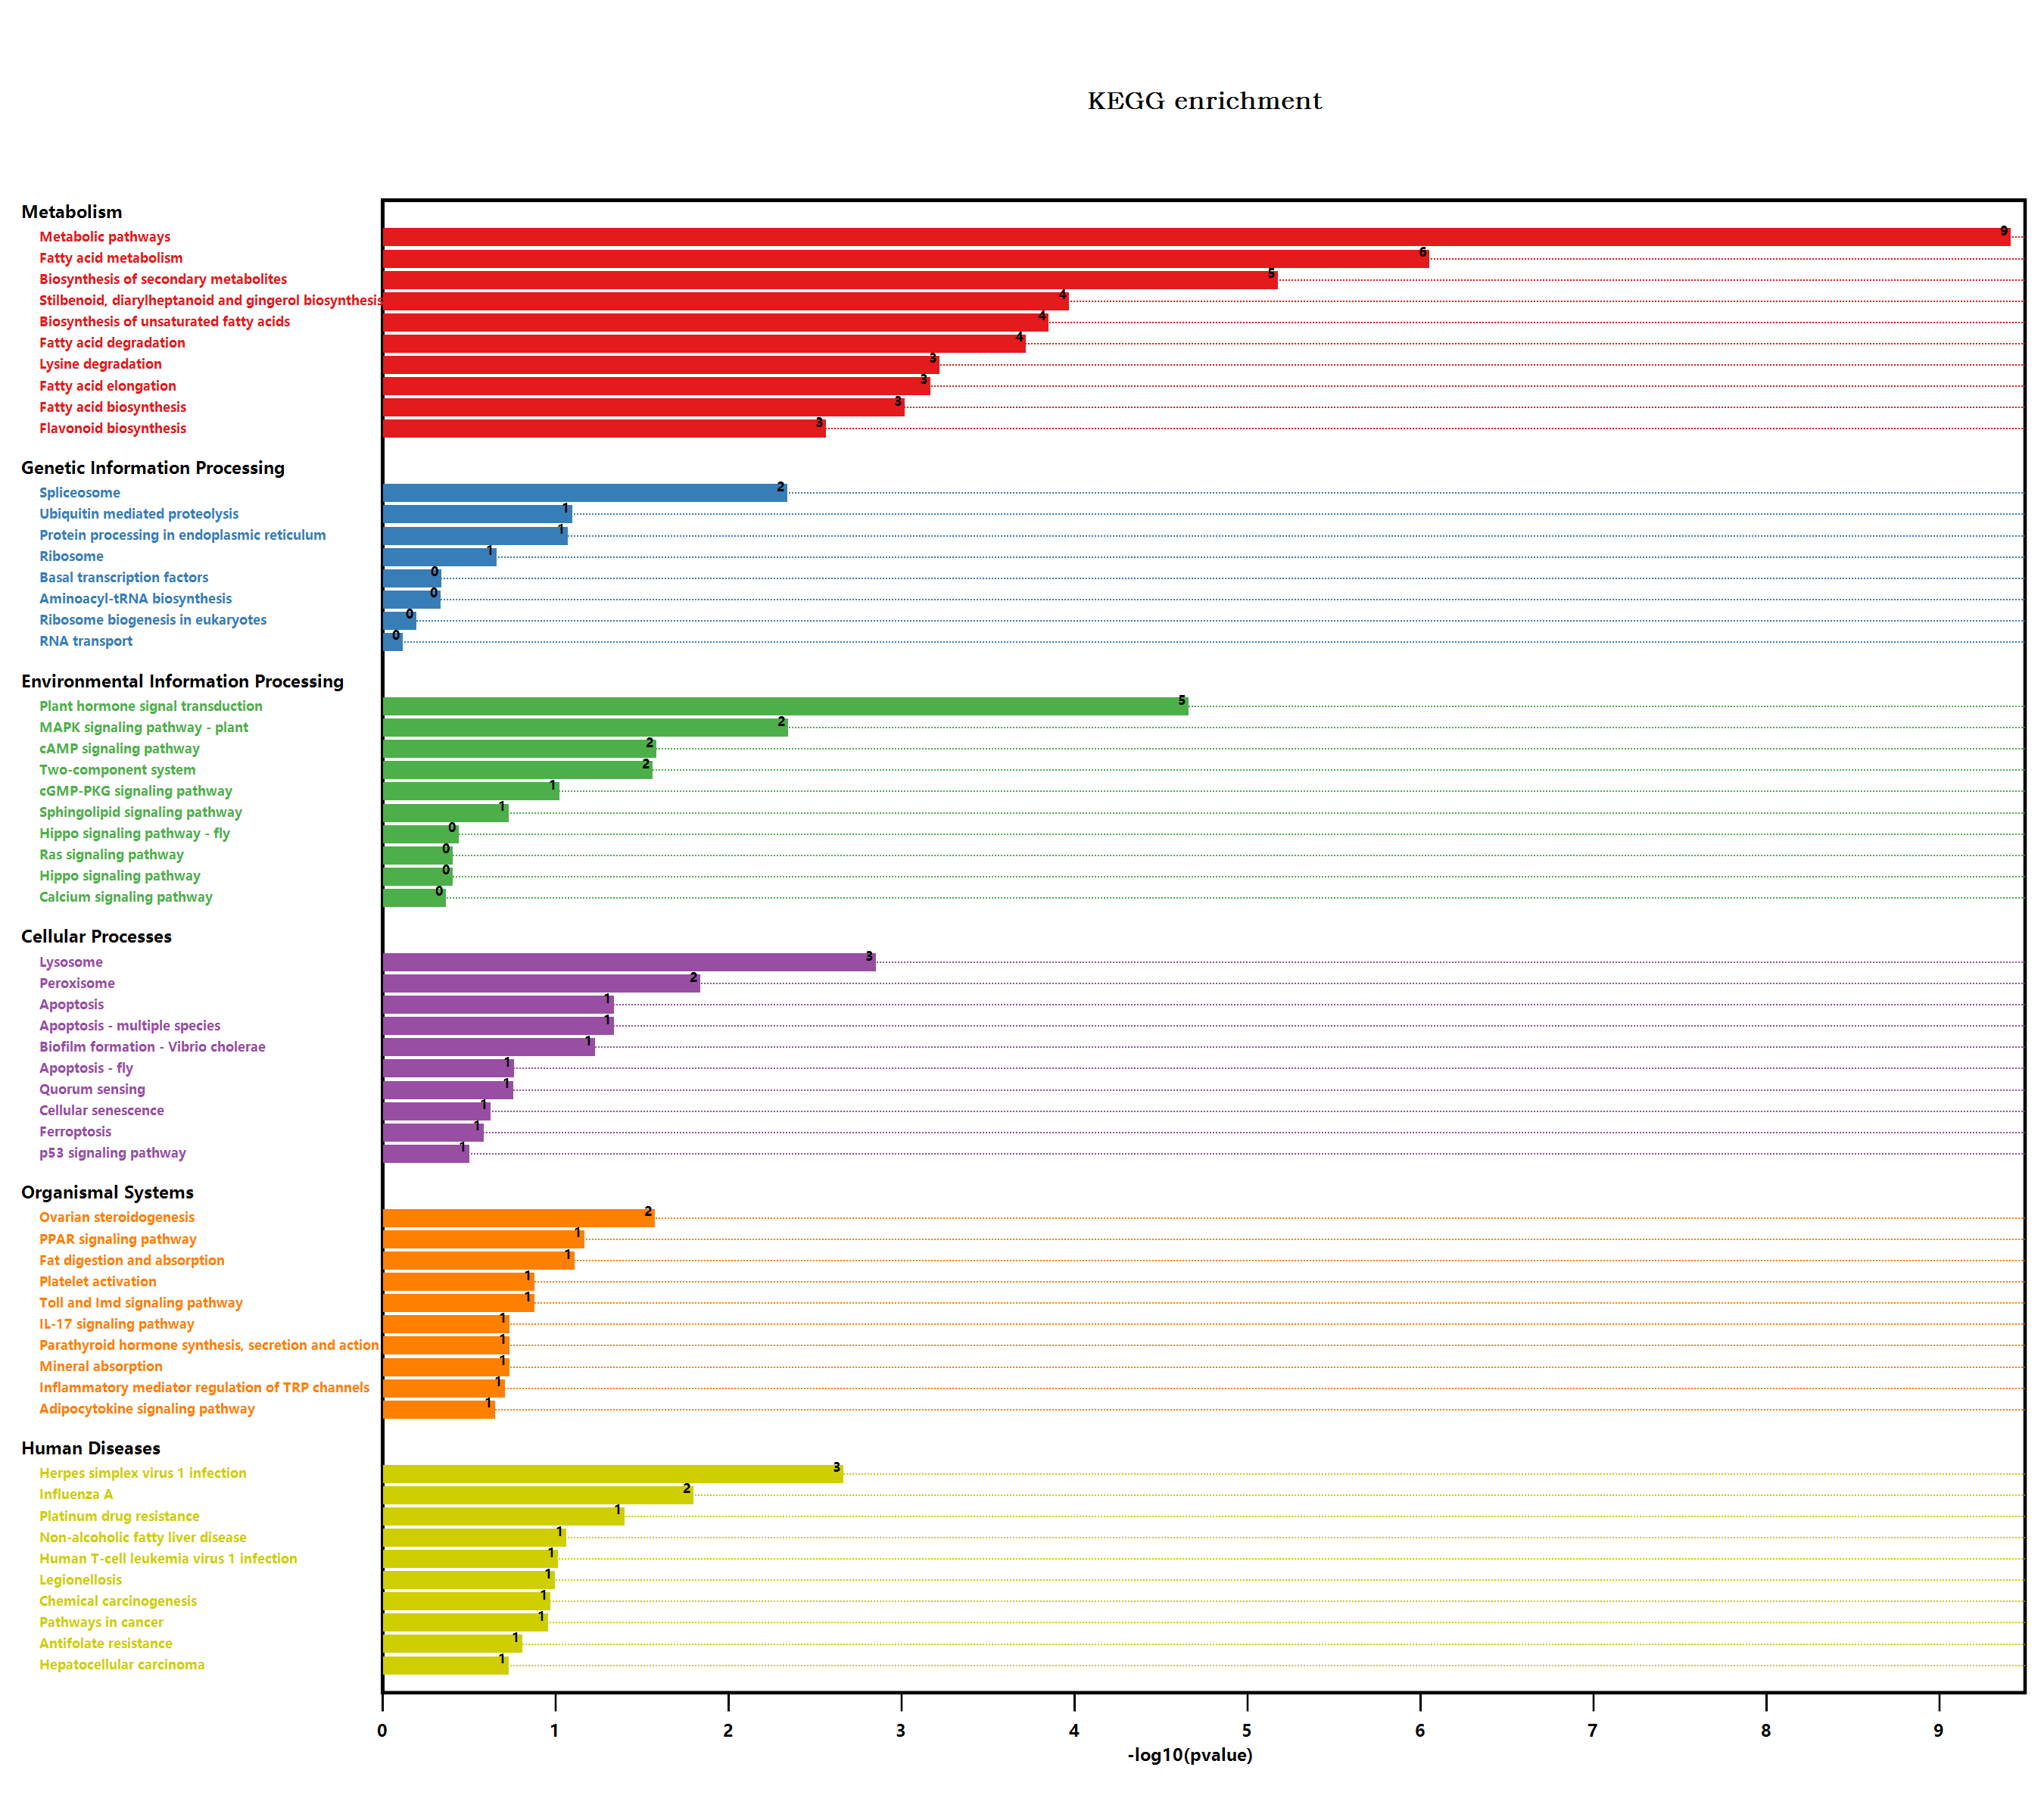 KEGG enrichment
Metabolism
Metabolic pathways 9
Fatty acid metabolism 6
Biosynthesis of secondary metabolites 5
Stilbenoid, diarylheptanoid and gingerol biosynthesis 4
Biosynthesis of unsaturated fatty acids 4
Fatty acid degradation 4
Lysine degradation 3
Fatty acid elongation 3
Fatty acid biosynthesis 3
Flavonoid biosynthesis 3
Genetic Information Processing
Spliceosome 2
Ubiquitin mediated proteolysis 1
Protein processing in endoplasmic reticulum 1
Ribosome 1
Basal transcription factors 0
Aminoacyl-tRNA biosynthesis 0
Ribosome biogenesis in eukaryotes 0
RNA transport 0
Environmental Information Processing
Plant hormone signal transduction 5
MAPK signaling pathway - plant 2
cAMP signaling pathway 2
Two-component system 2
cGMP-PKG signaling pathway 1
Sphingolipid signaling pathway 1
Hippo signaling pathway - fly 0
Ras signaling pathway 0
Hippo signaling pathway 0
Calcium signaling pathway 0
Cellular Processes
Lysosome 3
Peroxisome 2
Apoptosis 1
Apoptosis - multiple species 1
Biofilm formation - Vibrio cholerae 1
Apoptosis - fly 1
Quorum sensing 1
Cellular senescence 1
Ferroptosis 1
p53 signaling pathway 1
Organismal Systems
Ovarian steroidogenesis 2
PPAR signaling pathway 1
Fat digestion and absorption 1
Platelet activation 1
Toll and Imd signaling pathway 1
IL-17 signaling pathway 1
Parathyroid hormone synthesis, secretion and action 1
Mineral absorption 1
Inflammatory mediator regulation of TRP channels 1
Adipocytokine signaling pathway 1
Human Diseases
Herpes simplex virus 1 infection 3
Influenza A 2
Platinum drug resistance 1
Non-alcoholic fatty liver disease 1
Human T-cell leukemia virus 1 infection 1
Legionellosis 1
Chemical carcinogenesis 1
Pathways in cancer 1
Antifolate resistance 1
Hepatocellular carcinoma 1
0 1 2 3 4 5 6 7 8 9
-log10(pvalue)